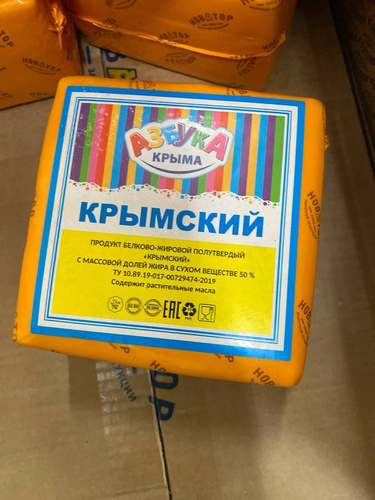 АЗБУКА
КРЫМА
КРЫМСКИЙ
ПРОДУКТ БЕЛКОВО-ЖИРОВОЙ ПОЛУТВЕРДЫЙ
«КРЫМСКИЙ»
С МАССОВОЙ ДОЛЕЙ ЖИРА В СУХОМ ВЕЩЕСТВЕ 50 %
ТУ 10.89.19-017-00729474-2019
Содержит растительные масла
EAC